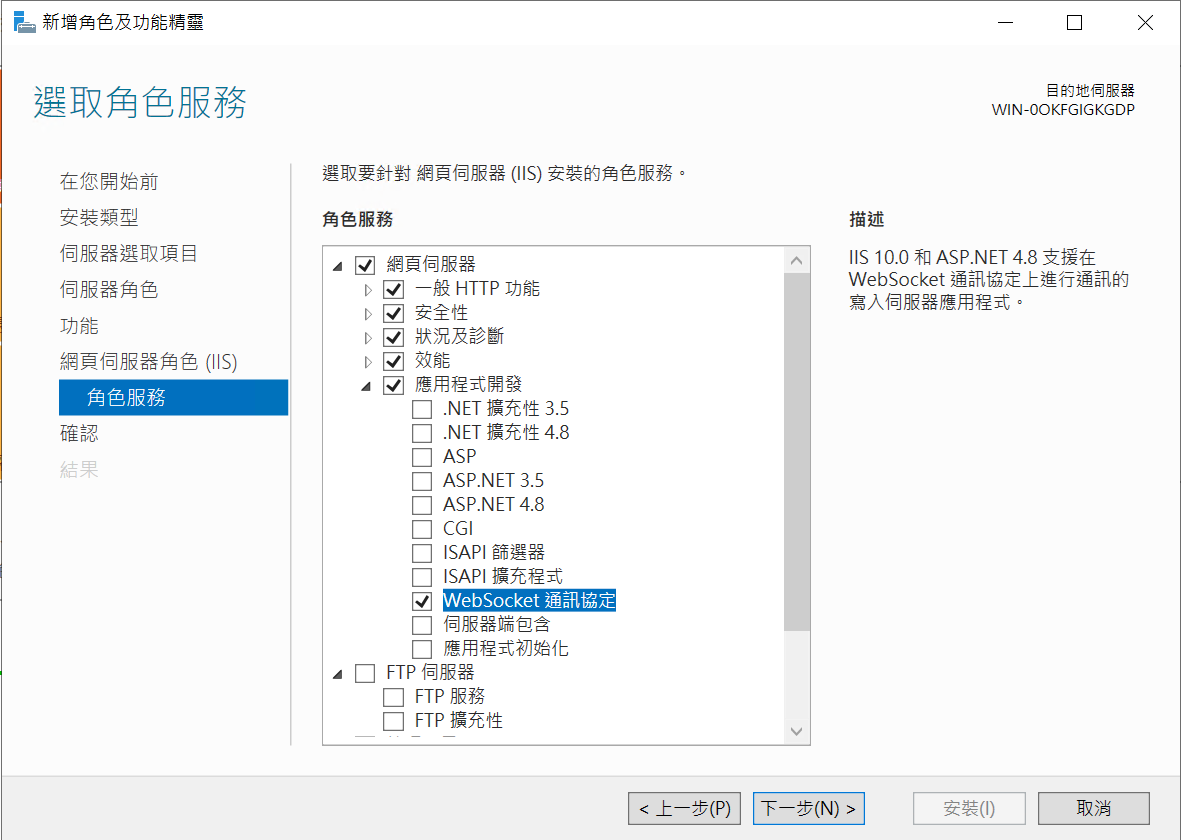 新增角色及功能精靈
選取角色服務
目的地伺服器
WIN-0OKFGIGKGDP
在您開始前
安裝類型
伺服器選取項目
伺服器角色
功能
網頁伺服器角色 (IIS)
角色服務
確認
結果
選取要針對 網頁伺服器 (IIS) 安裝的角色服務。
角色服務
網頁伺服器
一般 HTTP 功能
安全性
狀況及診斷
效能
應用程式開發
.NET 擴充性 3.5
.NET 擴充性 4.8
ASP
ASP.NET 3.5
ASP.NET 4.8
CGI
ISAPI 篩選器
ISAPI 擴充程式
WebSocket 通訊協定
伺服器端包含
應用程式初始化
FTP 伺服器
FTP 服務
FTP 擴充性
描述
IIS 10.0 和 ASP.NET 4.8 支援在
WebSocket 通訊協定上進行通訊的
寫入伺服器應用程式。
< 上一步(P)
下一步(N) >
安裝(I)
取消